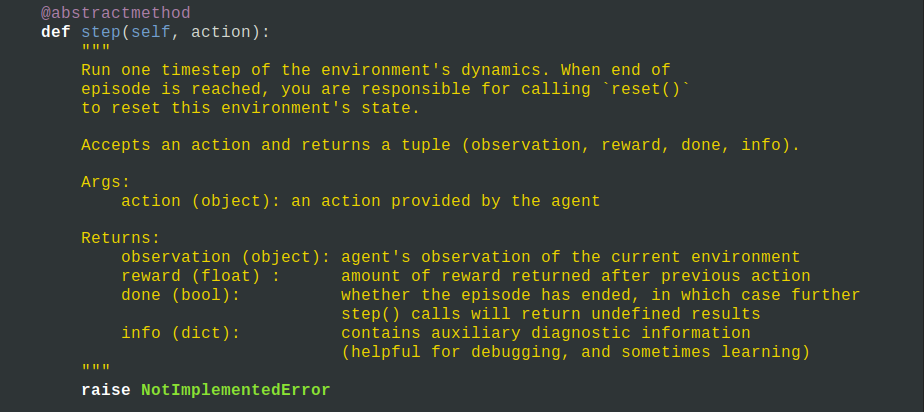 @abstractmethod
def step(self, action):
"""
Run one timestep of the environment's dynamics. When end of
episode is reached, you are responsible for calling `reset()`
to reset this environment's state.
Accepts an action and returns a tuple (observation, reward, done, info).
Args:
action (object): an action provided by the agent
Returns:
observation (object): agent's observation of the current environment
reward (float) :      amount of reward returned after previous action
done (bool):          whether the episode has ended, in which case further
step() calls will return undefined results
info (dict):          contains auxiliary diagnostic information
(helpful for debugging, and sometimes learning)
"""
raise NotImplementedError